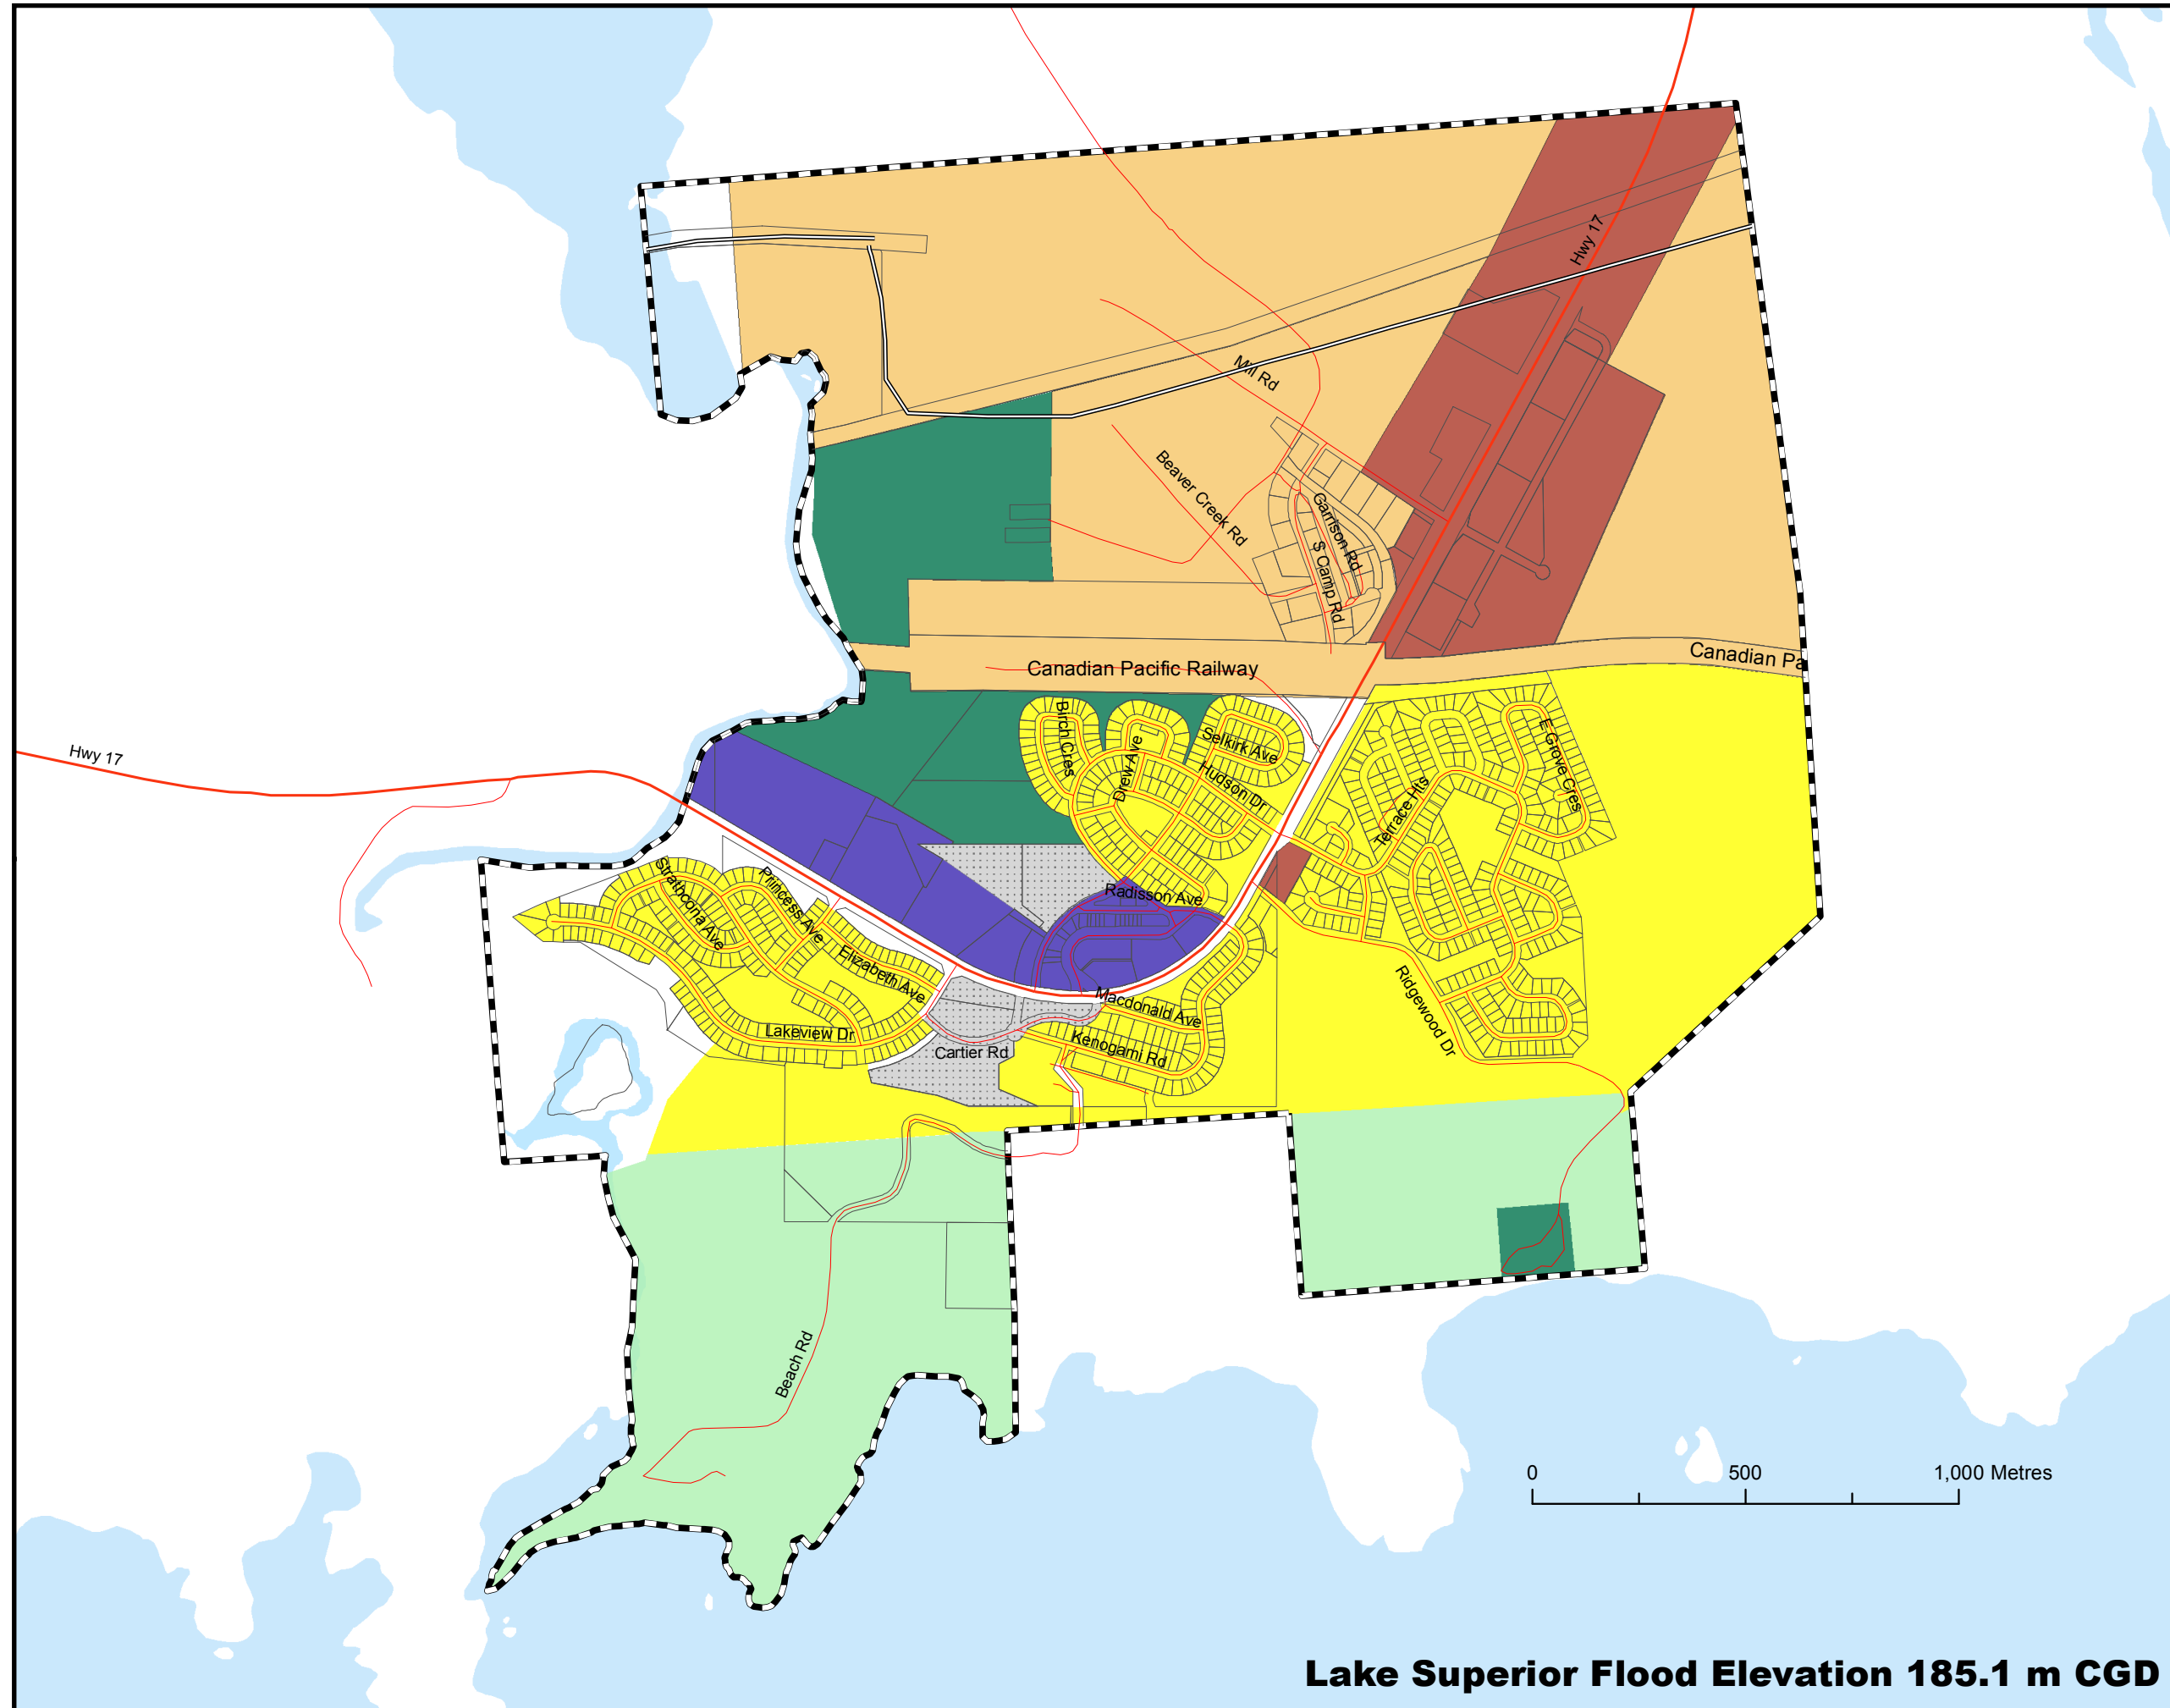 Hwy 17
Mill Rd
Beaver Creek Rd
Garrison Rd
S Camp Rd
Canadian Pacific Railway
Canadian Pa
Hwy 17
Birch Cres
Drew Ave
Selkirk Ave
Hudson Dr
E Grove Cres
Terrace Hts
Strathcona Ave
Princess Ave
Radisson Ave
Elizabeth Ave
Macdonald Ave
Ridgewood Dr
Lakeview Dr
Cartier Rd
Kenogami Rd
Beach Rd
0 500 1,000 Metres
Lake Superior Flood Elevation 185.1 m CGD